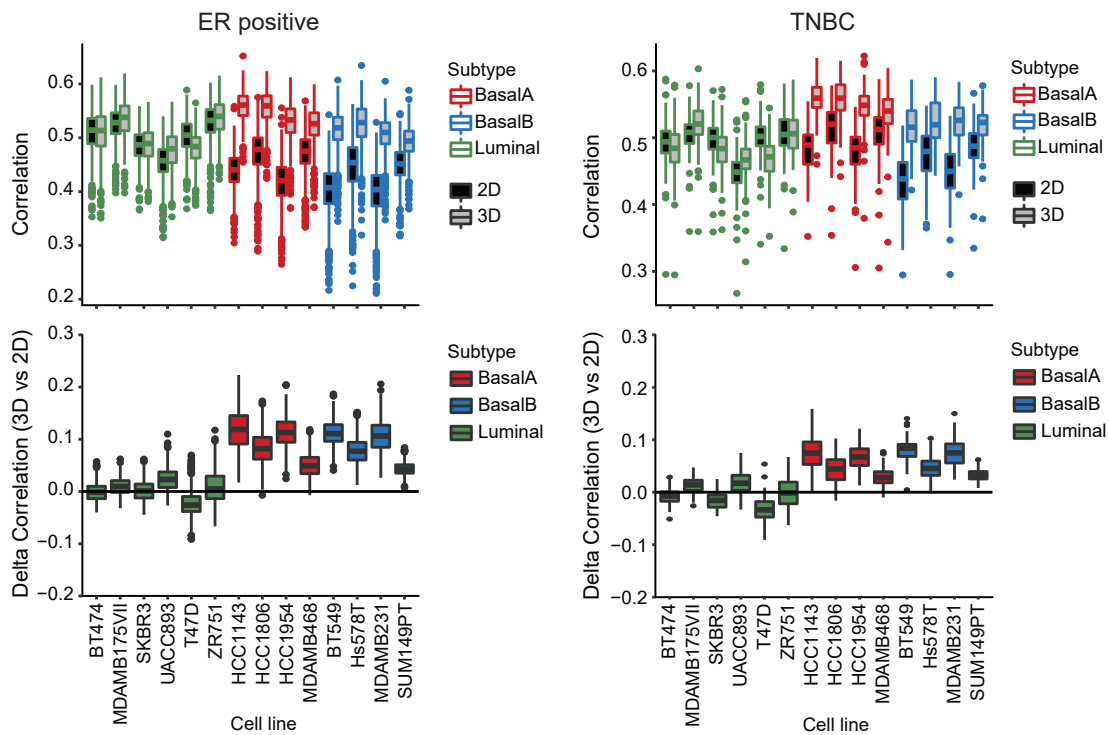 ER positive
Correlation
0.6
0.5
0.4
0.3
0.2
Subtype
BasalA
BasalB
Luminal
2D
3D
Delta Correlation (3D vs 2D)
0.3
0.2
0.1
0.0
−0.1
−0.2
Subtype
BasalA
BasalB
Luminal
BT474
MDAMB175VII
SKBR3
UACC893
T47D
ZR751
HCC1143
HCC1806
HCC1954
MDAMB468
BT549
Hs578T
MDAMB231
SUM149PT
Cell line
TNBC
Correlation
0.6
0.5
0.4
0.3
Subtype
BasalA
BasalB
Luminal
2D
3D
Delta Correlation (3D vs 2D)
0.3
0.2
0.1
0.0
−0.1
−0.2
Subtype
BasalA
BasalB
Luminal
BT474
MDAMB175VII
SKBR3
UACC893
T47D
ZR751
HCC1143
HCC1806
HCC1954
MDAMB468
BT549
Hs578T
MDAMB231
SUM149PT
Cell line